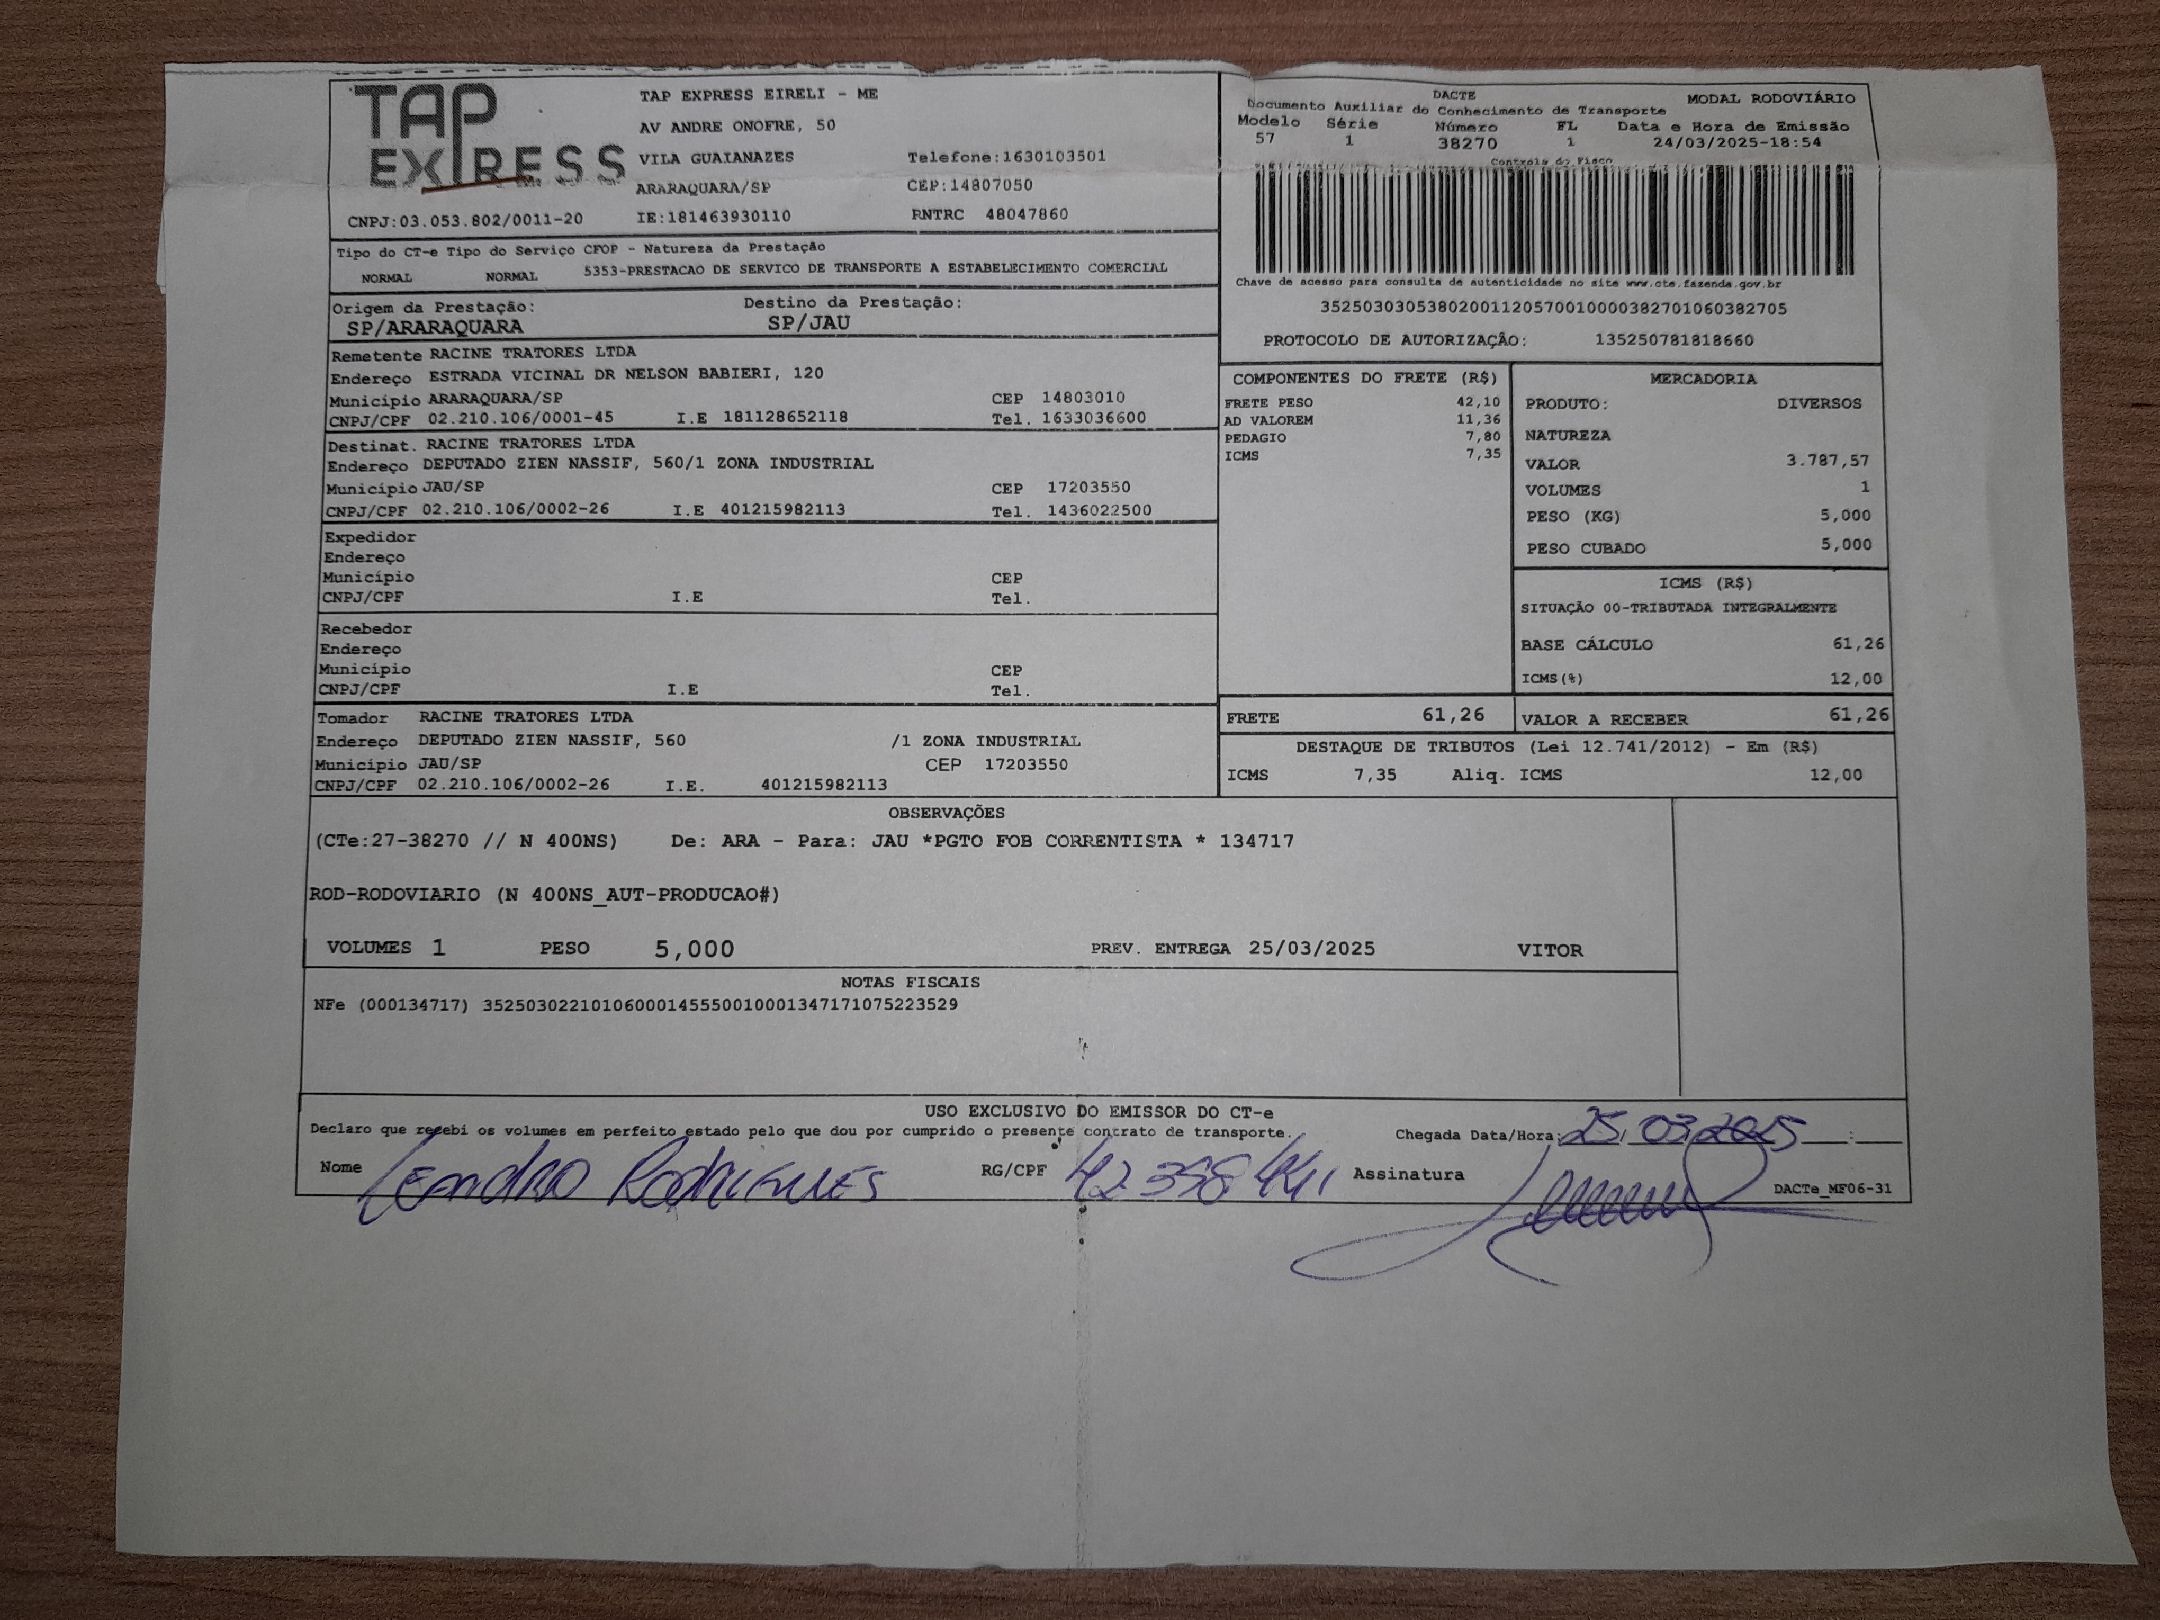 TAP
EXPRESS
TAP EXPRESS EIRELI - ME
AV ANDRE ONOFRE, 50
VILA GUAIANAZES Telefone:1630103501
ARARAQUARA/SP CEP:14807050
CNPJ:03.053.802/0011-20 IE:181463930110 RNTRC 48047860
DACTE MODAL RODOVIÁRIO
Documento Auxiliar do Conhecimento de Transporte
Modelo Série Número FL Data e Hora de Emissão
57 1 38270 1 24/03/2025-18:54
Controle do Fisco
Chave de acesso para consulta de autenticidade no site www.cte.fazenda.gov.br
35250303053802001120570010000382701060382705
PROTOCOLO DE AUTORIZAÇÃO: 135250781818660
Tipo do CT-e Tipo do Serviço CFOP - Natureza da Prestação
NORMAL NORMAL 5353-PRESTACAO DE SERVICO DE TRANSPORTE A ESTABELECIMENTO COMERCIAL
Origem da Prestação: Destino da Prestação:
SP/ARARAQUARA SP/JAU
Remetente RACINE TRATORES LTDA
Endereço ESTRADA VICINAL DR NELSON BABIERI, 120
Município ARARAQUARA/SP CEP 14803010
CNPJ/CPF 02.210.106/0001-45 I.E 181128652118 Tel. 1633036600
Destinat. RACINE TRATORES LTDA
Endereço DEPUTADO ZIEN NASSIF, 560/1 ZONA INDUSTRIAL
Município JAU/SP CEP 17203550
CNPJ/CPF 02.210.106/0002-26 I.E 401215982113 Tel. 1436022500
Expedidor
Endereço
Município CEP
CNPJ/CPF I.E Tel.
Recebedor
Endereço
Município CEP
CNPJ/CPF I.E Tel.
Tomador RACINE TRATORES LTDA
Endereço DEPUTADO ZIEN NASSIF, 560 /1 ZONA INDUSTRIAL
Município JAU/SP CEP 17203550
CNPJ/CPF 02.210.106/0002-26 I.E. 401215982113
COMPONENTES DO FRETE (R$)
FRETE PESO 42,10
AD VALOREM 11,36
PEDAGIO 7,80
ICMS 7,35
MERCADORIA
PRODUTO: DIVERSOS
NATUREZA
VALOR 3.787,57
VOLUMES 1
PESO (KG) 5,000
PESO CUBADO 5,000
ICMS (R$)
SITUAÇÃO 00-TRIBUTADA INTEGRALMENTE
BASE CÁLCULO 61,26
ICMS(%) 12,00
FRETE 61,26 VALOR A RECEBER 61,26
DESTAQUE DE TRIBUTOS (Lei 12.741/2012) - Em (R$)
ICMS 7,35 Aliq. ICMS 12,00
OBSERVAÇÕES
(CTe:27-38270 // N 400NS) De: ARA - Para: JAU *PGTO FOB CORRENTISTA * 134717
ROD-RODOVIARIO (N 400NS_AUT-PRODUCAO#)
VOLUMES 1 PESO 5,000 PREV. ENTREGA 25/03/2025 VITOR
NOTAS FISCAIS
NFe (000134717) 35250302210106000145550010001347171075223529
USO EXCLUSIVO DO EMISSOR DO CT-e
Declaro que recebi os volumes em perfeito estado pelo que dou por cumprido o presente contrato de transporte. Chegada Data/Hora: 25/03/2025 __:__
Nome Leandro Rodrigues RG/CPF Assinatura
DACTe_MF06-31